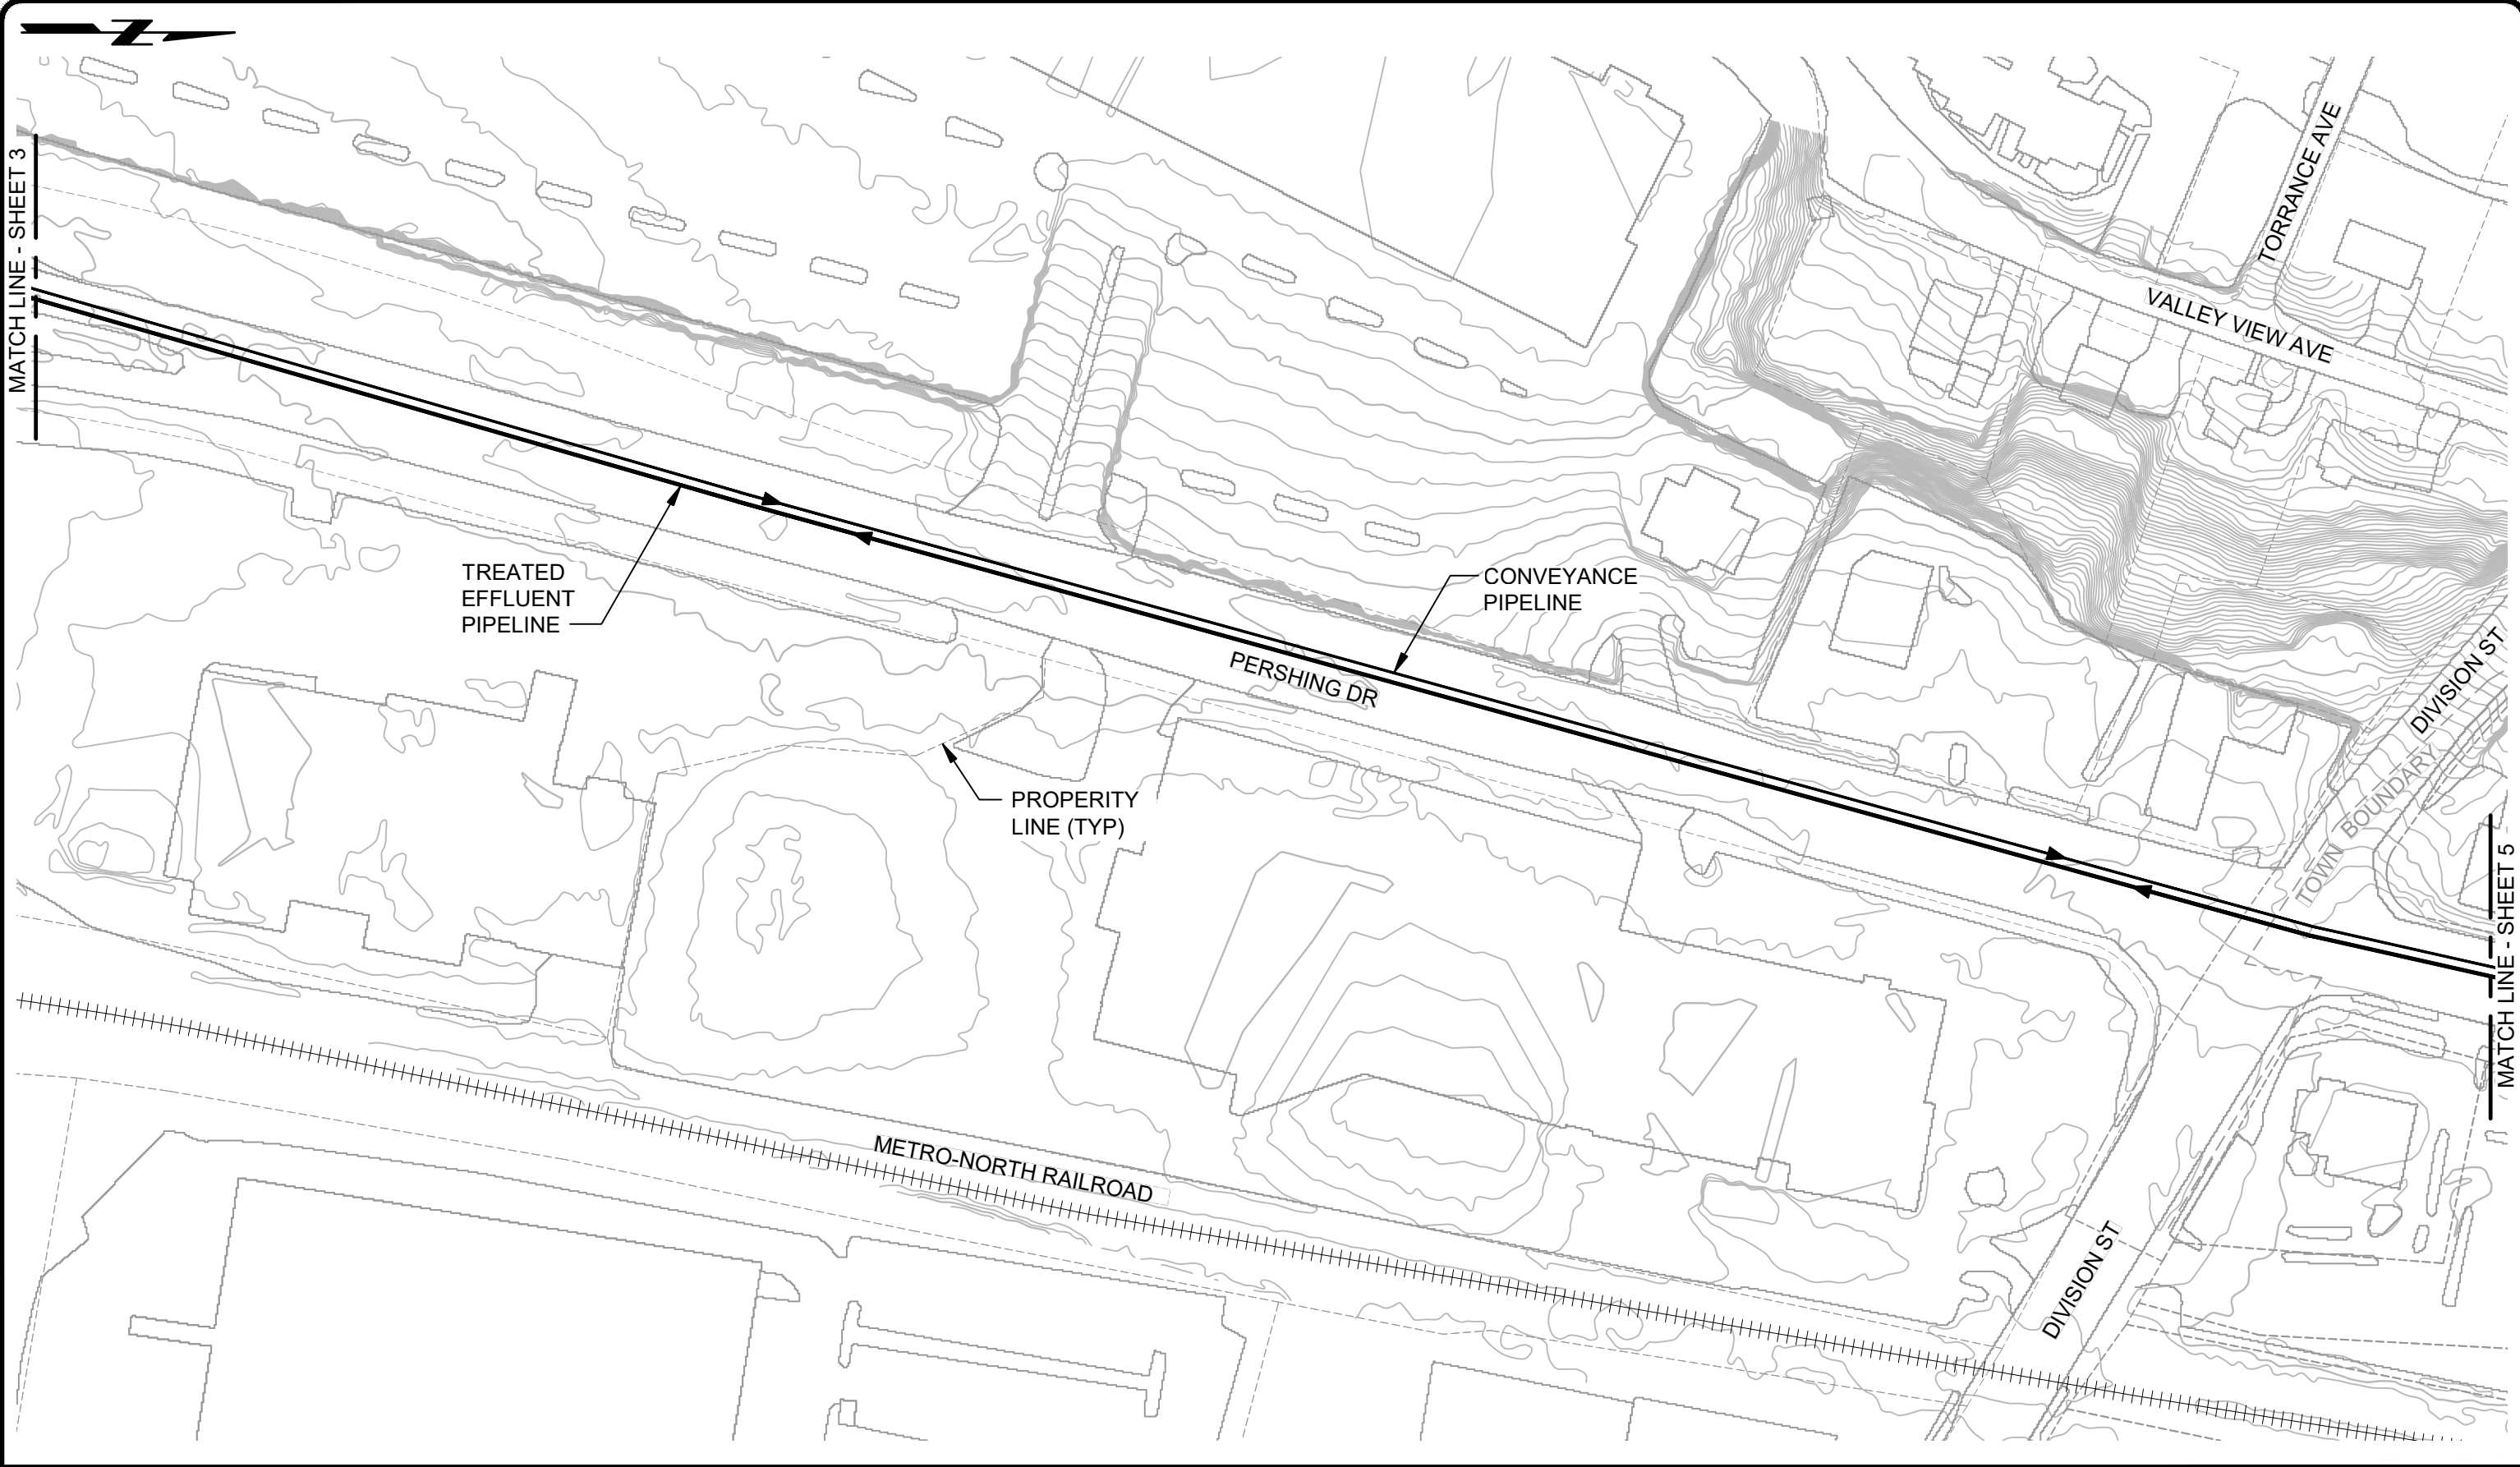 Z
MATCH LINE - SHEET 3
TORRANCE AVE
VALLEY VIEW AVE
TREATED
EFFLUENT
PIPELINE
CONVEYANCE
PIPELINE
PERSHING DR
DIVISION ST
TOWN BOUNDARY
PROPERITY
LINE (TYP)
MATCH LINE - SHEET 5
METRO-NORTH RAILROAD
DIVISION ST